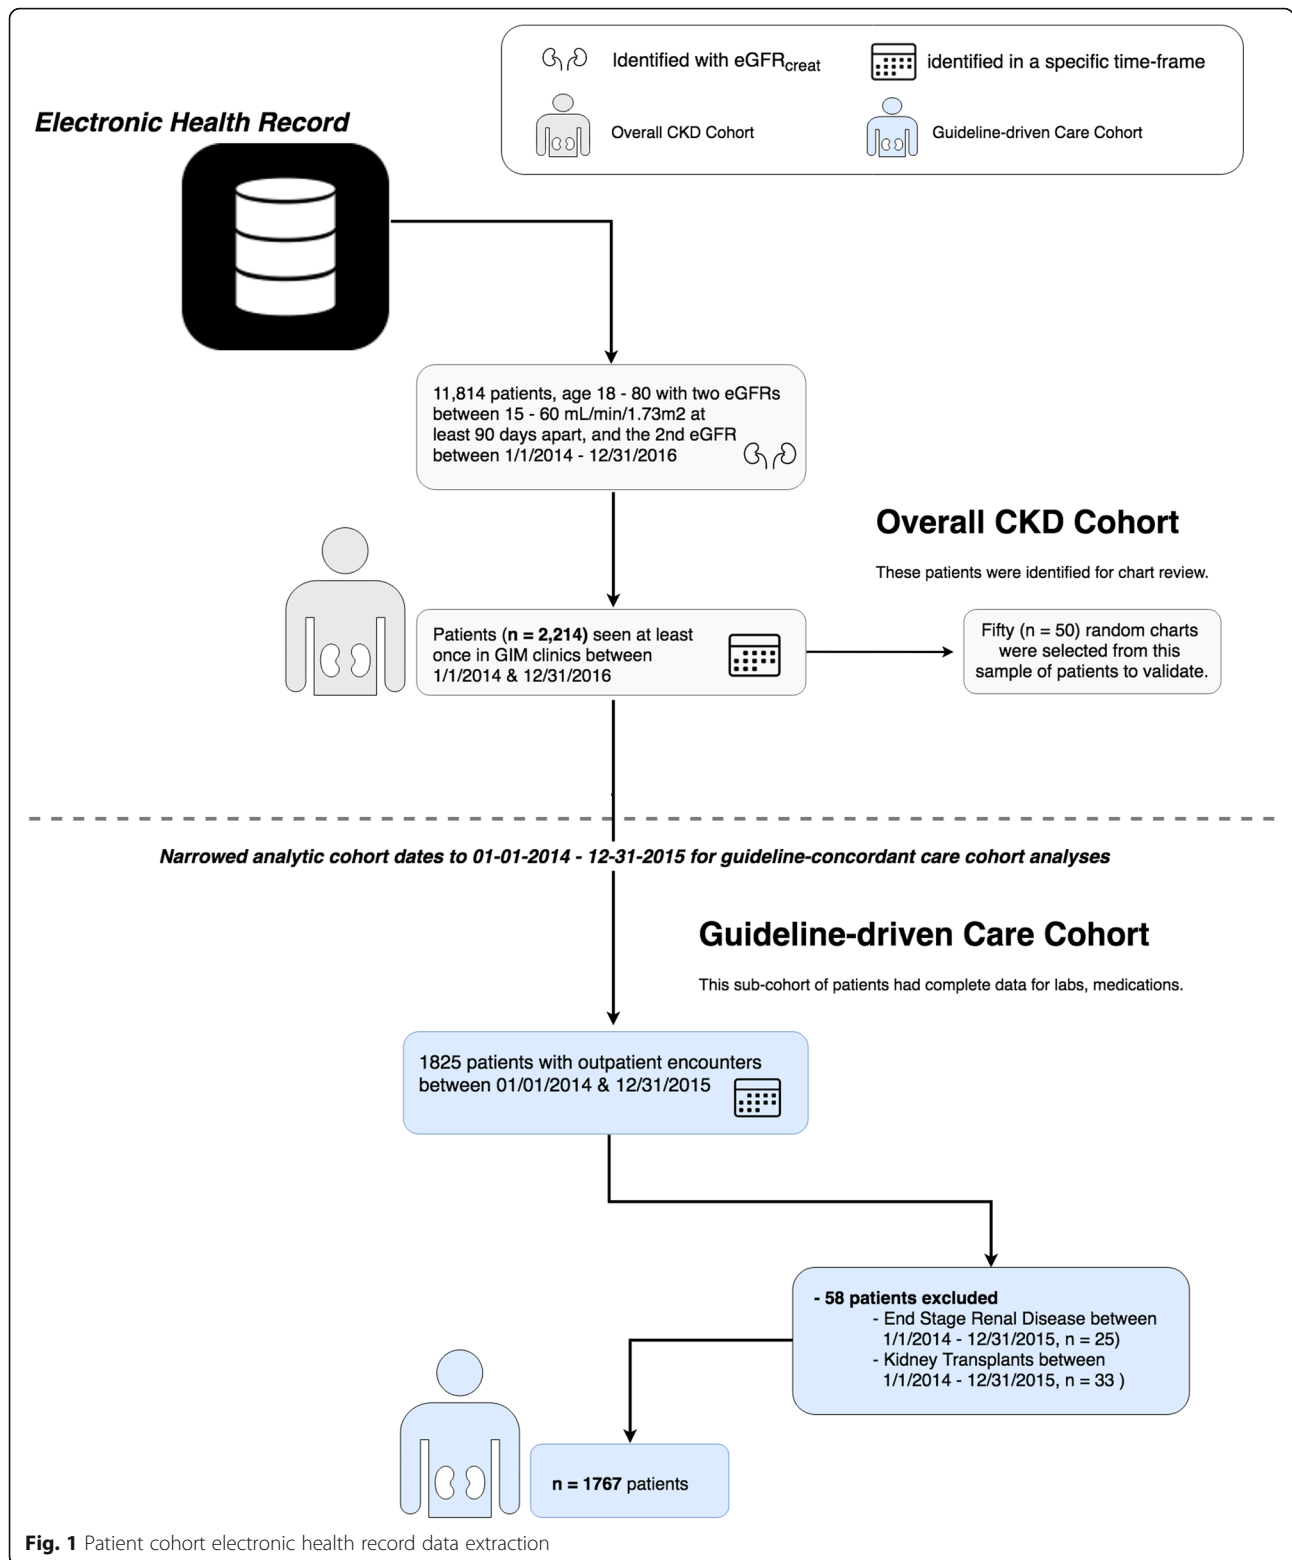 Identified with eGFRcreat
identified in a specific time-frame
Overall CKD Cohort
Guideline-driven Care Cohort
Electronic Health Record
11,814 patients, age 18 - 80 with two eGFRs
between 15 - 60 mL/min/1.73m2 at
least 90 days apart, and the 2nd eGFR
between 1/1/2014 - 12/31/2016
Overall CKD Cohort
These patients were identified for chart review.
Patients (n = 2,214) seen at least
once in GIM clinics between
1/1/2014 & 12/31/2016
Fifty (n = 50) random charts
were selected from this
sample of patients to validate.
Narrowed analytic cohort dates to 01-01-2014 - 12-31-2015 for guideline-concordant care cohort analyses
Guideline-driven Care Cohort
This sub-cohort of patients had complete data for labs, medications.
1825 patients with outpatient encounters
between 01/01/2014 & 12/31/2015
- 58 patients excluded
- End Stage Renal Disease between
1/1/2014 - 12/31/2015, n = 25)
- Kidney Transplants between
1/1/2014 - 12/31/2015, n = 33 )
n = 1767 patients
Fig. 1 Patient cohort electronic health record data extraction